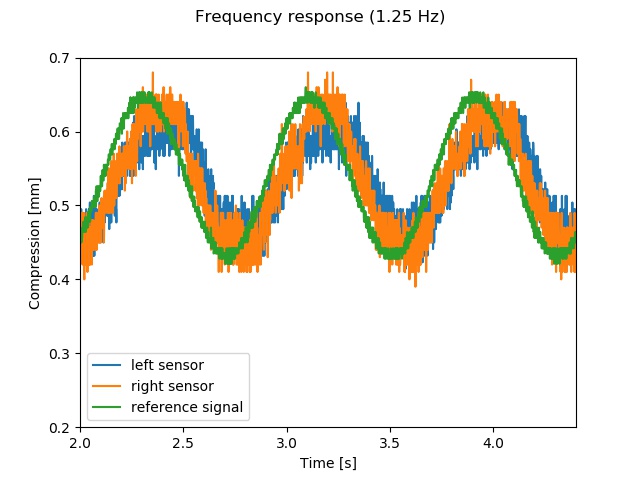 Frequency response (1.25 Hz)
0.7
0.6
0.5
0.4
0.3
0.2
Compression [mm]
left sensor
right sensor
reference signal
2.0 2.5 3.0 3.5 4.0
Time [s]